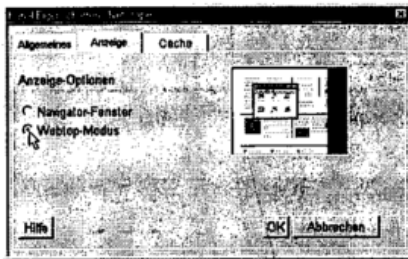 Allgemeines Anzeige Cache
Anzeige-Optionen
Navigator-Fenster
Webtop-Modus
Hilfe OK Abbrechen